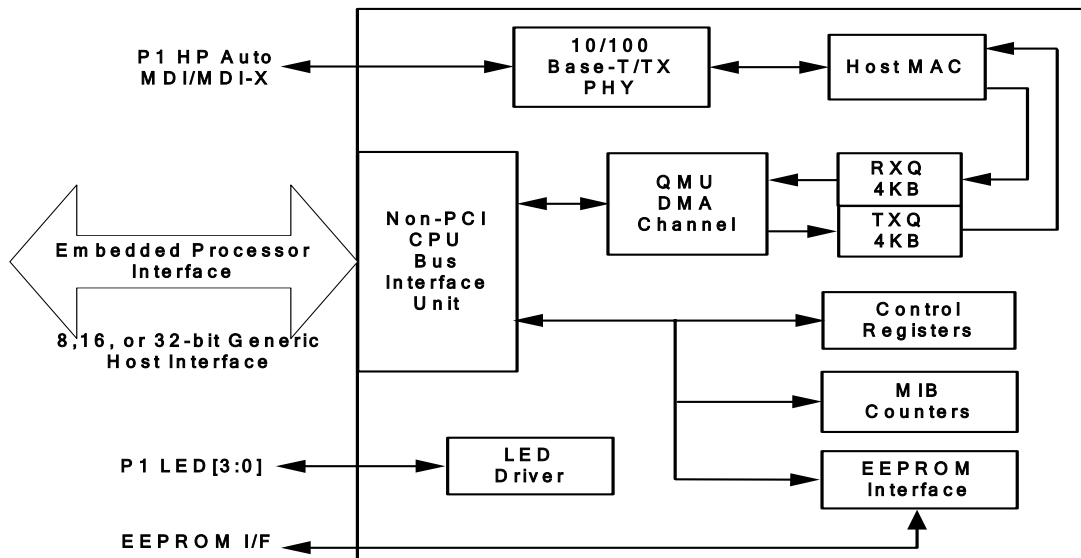 P1 HP Auto
MDI/MDI-X
10/100
Base-T/TX
PHY
Host MAC
RXQ
4KB
TXQ
4KB
QMU
DMA
Channel
Non-PCI
CPU
Bus
Interface
Unit
Embedded Processor
Interface
8,16, or 32-bit Generic
Host Interface
Control
Registers
MIB
Counters
P1 LED[3:0]
LED
Driver
EEPROM
Interface
EEPROM I/F